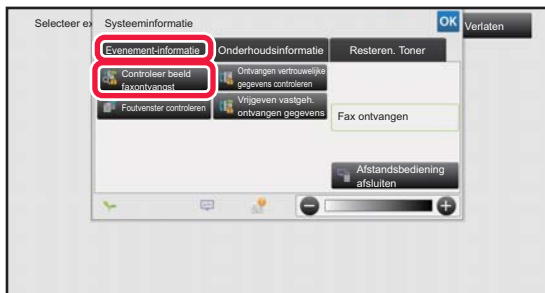 Selecteer ex
Systeeminformatie
OK
Verlaten
Evenement-informatie
Onderhoudsinformatie
Resteren. Toner
Controleer beeld
faxontvangst
Ontvangen vertrouwelijke
gegevens controleren
Foutvenster controleren
Vrijgeven vastgeh.
ontvangen gegevens
Fax ontvangen
Afstandsbediening
afsluiten